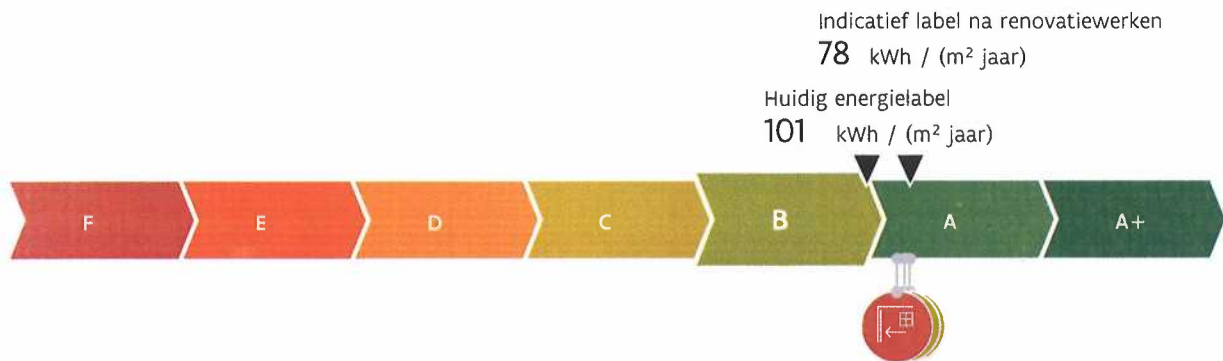 Indicatief label na renovatiewerken
78 kWh / (m² jaar)
Huidig energielabel
101 kWh / (m² jaar)
F E D C B A A+